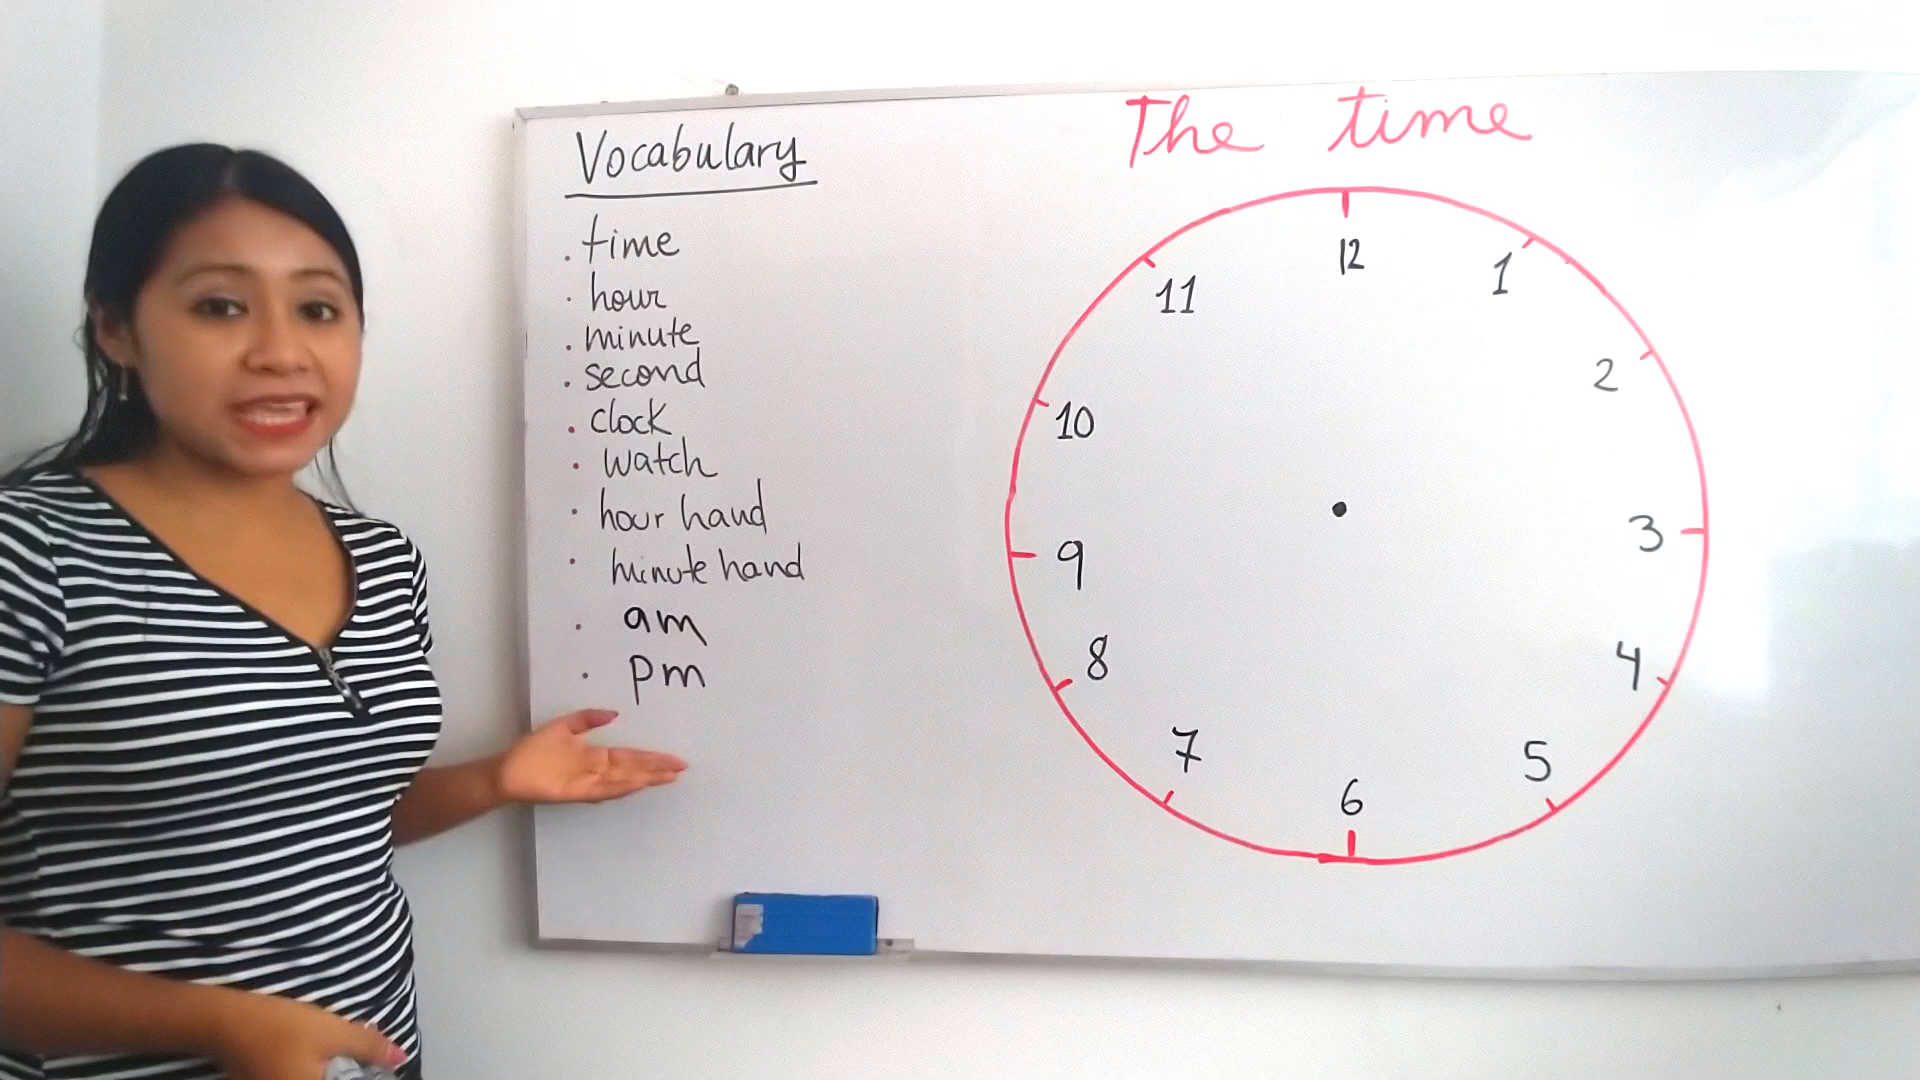 Vocabulary
. time
. hour
. minute
. second
. clock
. watch
. hour hand
. minute hand
. am
. pm
The time
12
1
2
3
4
5
6
7
8
9
10
11